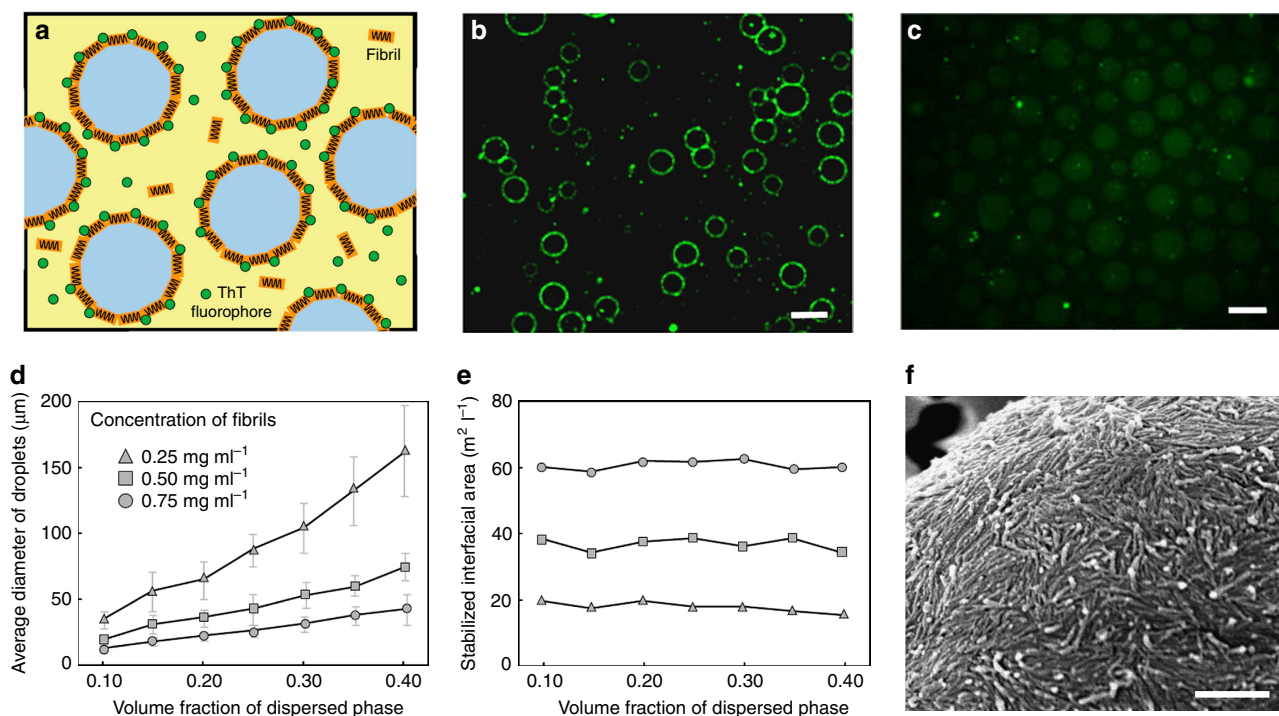 a
Fibril
ThT
fluorophore
b
c
d
Average diameter of droplets (μm)
200
150
100
50
0
Concentration of fibrils
0.25 mg ml⁻¹
0.50 mg ml⁻¹
0.75 mg ml⁻¹
0.10
0.20
0.30
0.40
Volume fraction of dispersed phase
e
Stabilized interfacial area (m² l⁻¹)
80
60
40
20
0
0.10
0.20
0.30
0.40
Volume fraction of dispersed phase
f